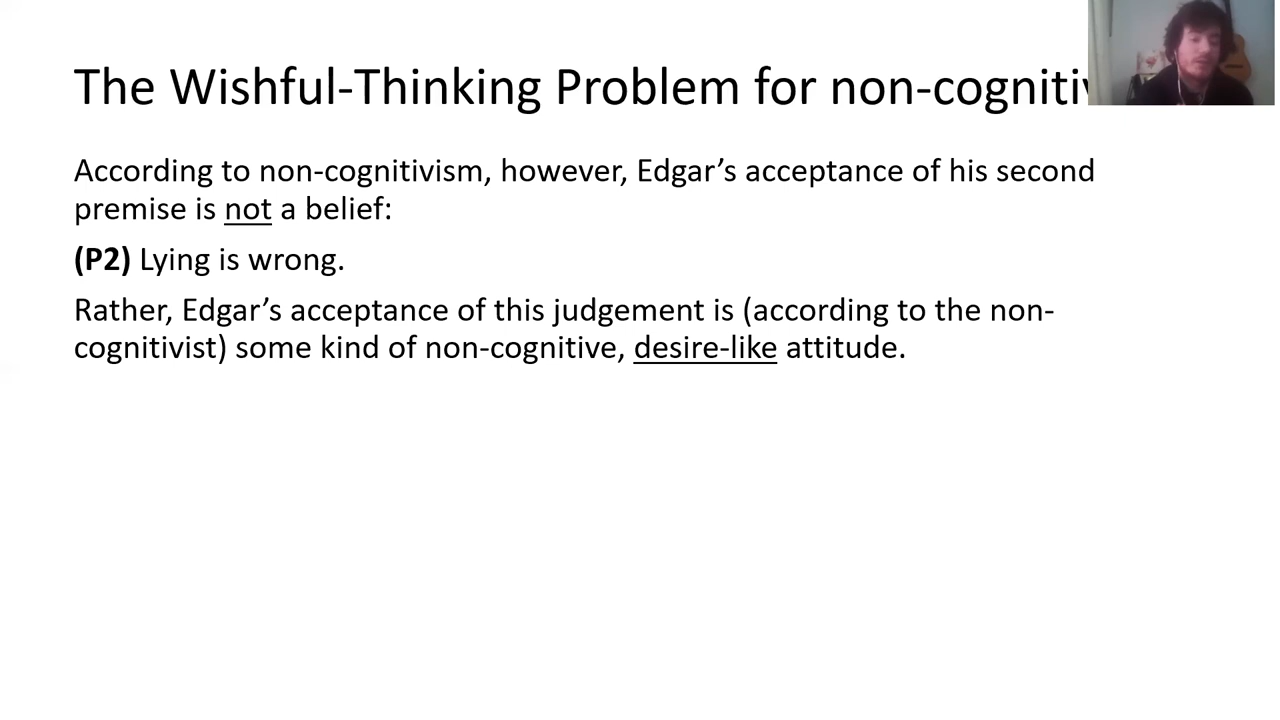 The Wishful-Thinking Problem for non-cogniti
According to non-cognitivism, however, Edgar’s acceptance of his second
premise is not a belief:
(P2) Lying is wrong.
Rather, Edgar’s acceptance of this judgement is (according to the non-
cognitivist) some kind of non-cognitive, desire-like attitude.